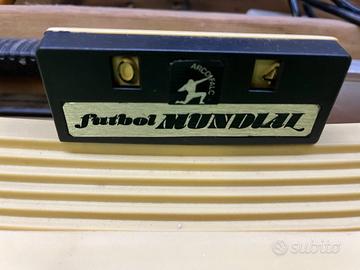 0 4
ARCOFALC
futbol MUNDIAL
subito